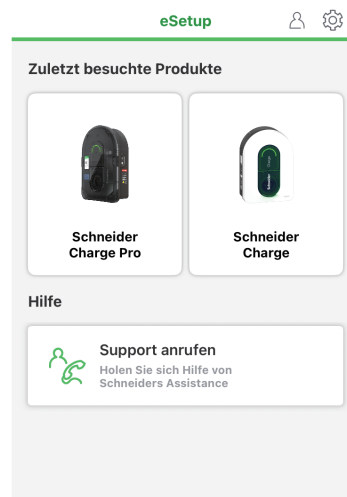 eSetup
Zuletzt besuchte Produkte
Schneider
Charge Pro
Schneider
Charge
Hilfe
Support anrufen
Holen Sie sich Hilfe von
Schneiders Assistance